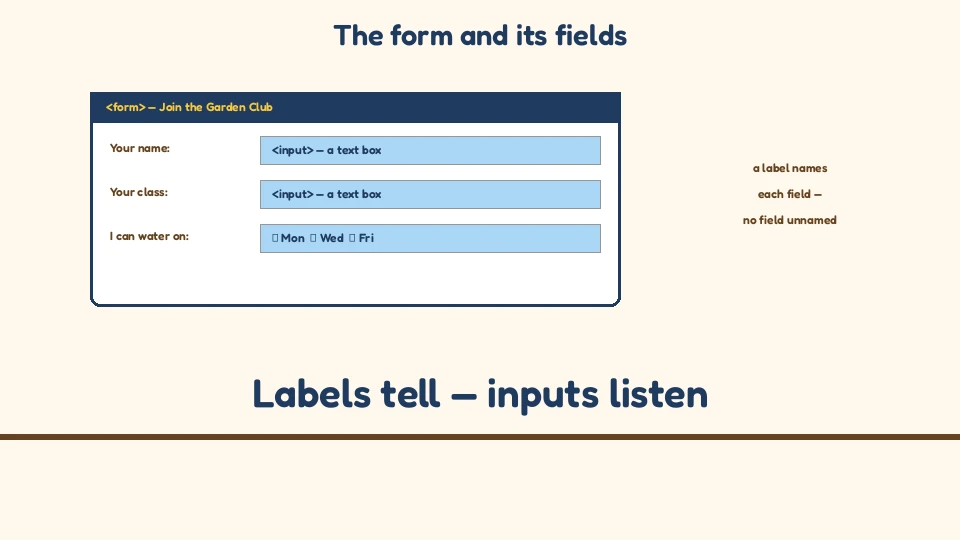 The form and its fields
<form> — Join the Garden Club
Your name:
<input> — a text box
Your class:
<input> — a text box
I can water on:
▯ Mon ▯ Wed ▯ Fri
a label names
each field —
no field unnamed
Labels tell — inputs listen